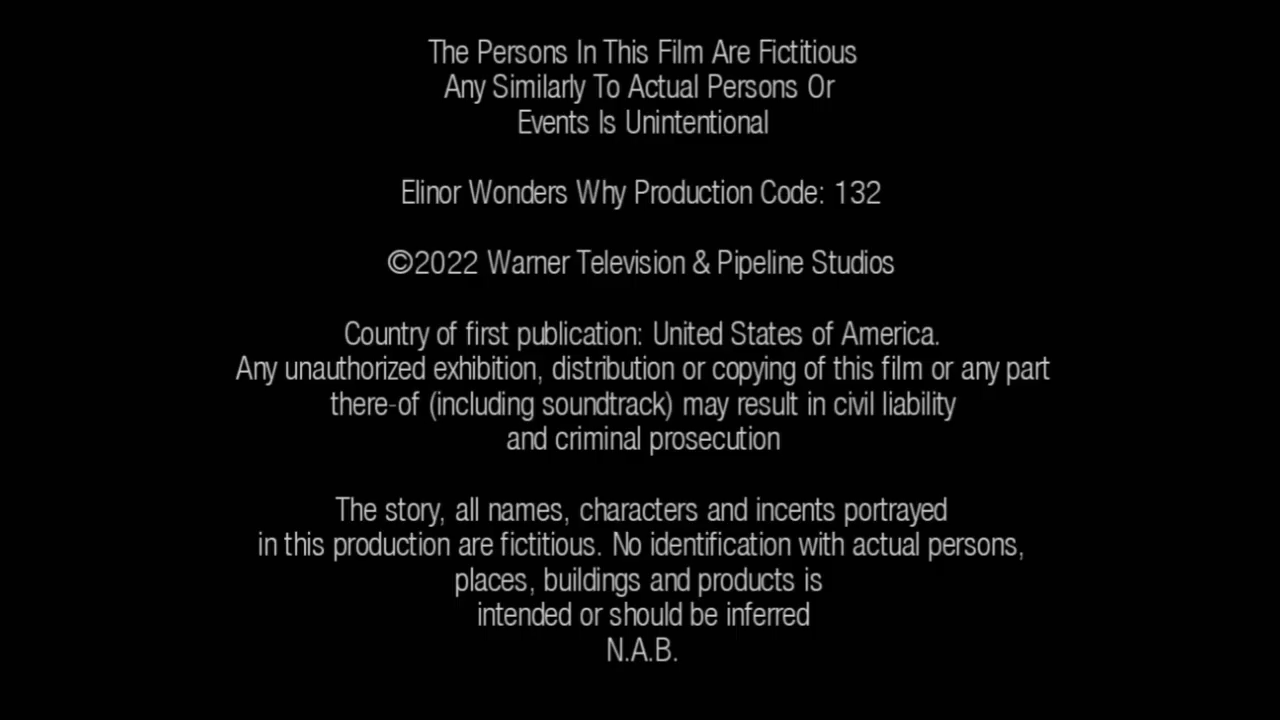 The Persons In This Film Are Fictitious
Any Similarly To Actual Persons Or
Events Is Unintentional
Elinor Wonders Why Production Code: 132
©2022 Warner Television & Pipeline Studios
Country of first publication: United States of America.
Any unauthorized exhibition, distribution or copying of this film or any part
there-of (including soundtrack) may result in civil liability
and criminal prosecution
The story, all names, characters and incents portrayed
in this production are fictitious. No identification with actual persons,
places, buildings and products is
intended or should be inferred
N.A.B.